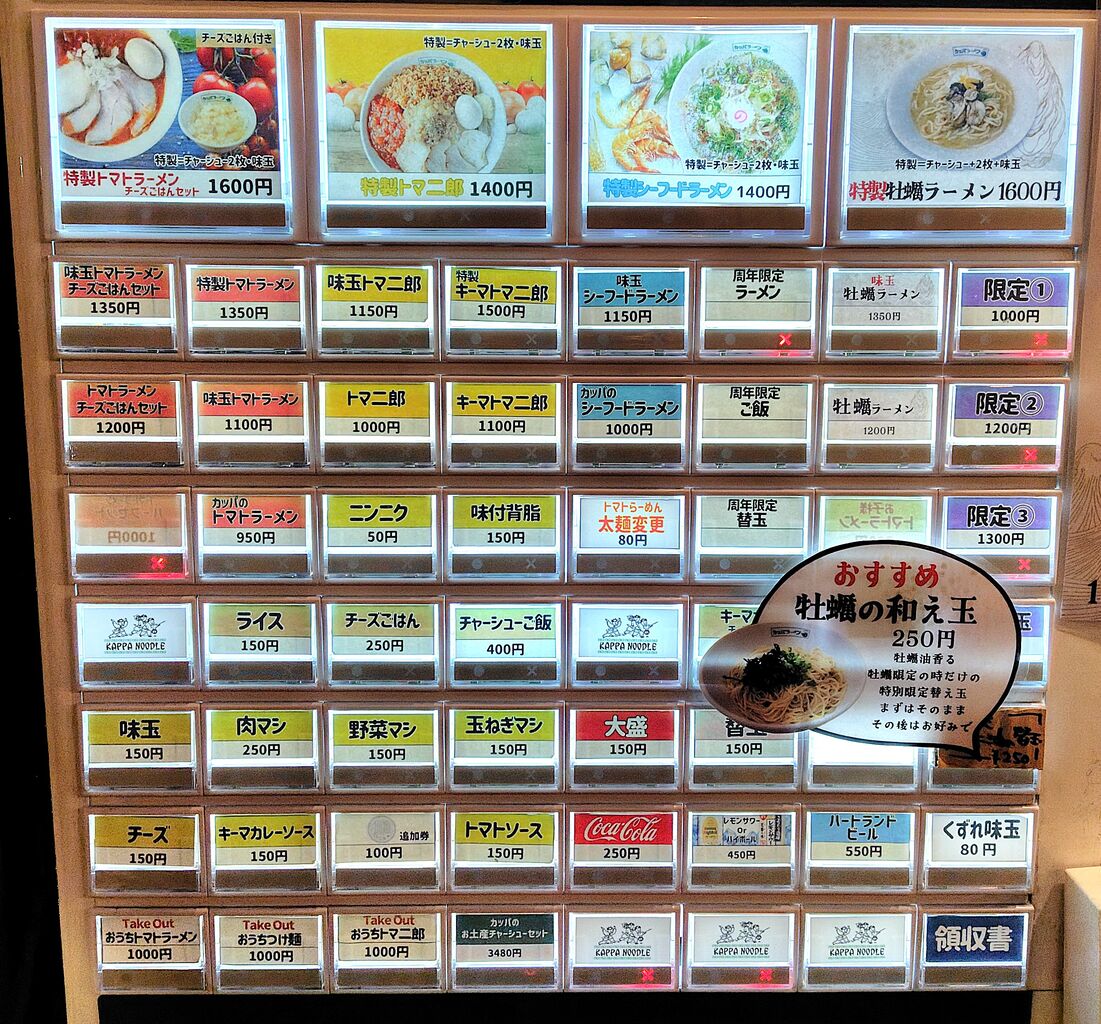 チーズごはん付き
特製=チャーシュー2枚・味玉
特製トマトラーメン
チーズごはんセット
1600円
特製=チャーシュー2枚・味玉
特製トマ二郎 1400円
特製=チャーシュー2枚・味玉
特製シーフードラーメン 1400円
特製=チャーシュー+2枚+味玉
特製牡蠣ラーメン 1600円
味玉トマトラーメン
チーズごはんセット
1350円
特製トマトラーメン
1350円
味玉トマ二郎
1150円
特製
キーマトマ二郎
1500円
味玉
シーフードラーメン
1150円
周年限定
ラーメン
味玉
牡蠣ラーメン
1350円
限定①
1000円
トマトラーメン
チーズごはんセット
1200円
味玉トマトラーメン
1100円
トマ二郎
1000円
キーマトマ二郎
1100円
カッパの
シーフードラーメン
1000円
周年限定
ご飯
牡蠣ラーメン
1200円
限定②
1200円
1000円
カッパの
トマトラーメン
950円
ニンニク
50円
味付背脂
150円
トマトらーめん
太麺変更
80円
周年限定
替玉
お子様
トマトラーメン
限定③
1300円
KAPPA NOODLE
ライス
150円
チーズごはん
250円
チャーシューご飯
400円
KAPPA NOODLE
キーマ
おすすめ
牡蠣の和え玉
250円
牡蠣油香る
牡蠣限定の時だけの
特別限定替え玉
まずはそのまま
その後はお好みで
味玉
150円
肉マシ
250円
野菜マシ
150円
玉ねぎマシ
150円
大盛
150円
替玉
150円
チーズ
150円
キーマカレーソース
150円
追加券
100円
トマトソース
150円
Coca-Cola
250円
レモンサワー
or
ハイボール
450円
ハートランド
ビール
550円
くずれ味玉
80円
Take Out
おうちトマトラーメン
1000円
Take Out
おうちつけ麺
1000円
Take Out
おうちトマ二郎
1000円
カッパの
お土産チャーシューセット
3480円
KAPPA NOODLE
KAPPA NOODLE
KAPPA NOODLE
領収書